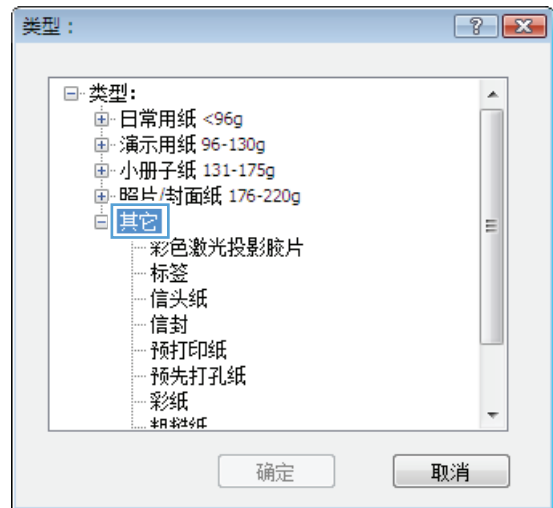 类型：
类型:
日常用纸 <96g
演示用纸 96-130g
小册子纸 131-175g
照片/封面纸 176-220g
其它
彩色激光投影胶片
标签
信头纸
信封
预打印纸
预先打孔纸
彩纸
粗糙纸
确定
取消